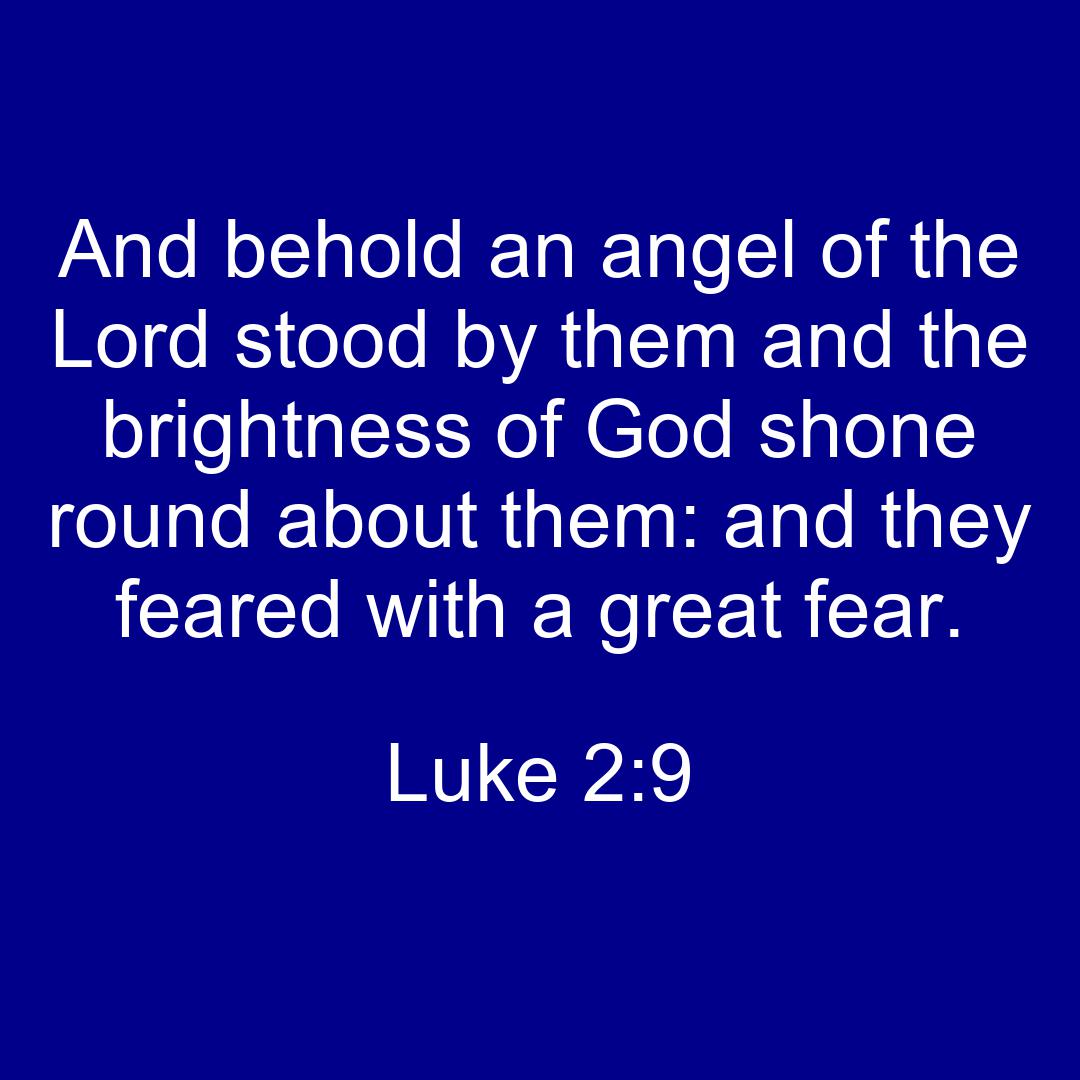 And behold an angel of the
Lord stood by them and the
brightness of God shone
round about them: and they
feared with a great fear.
Luke 2:9